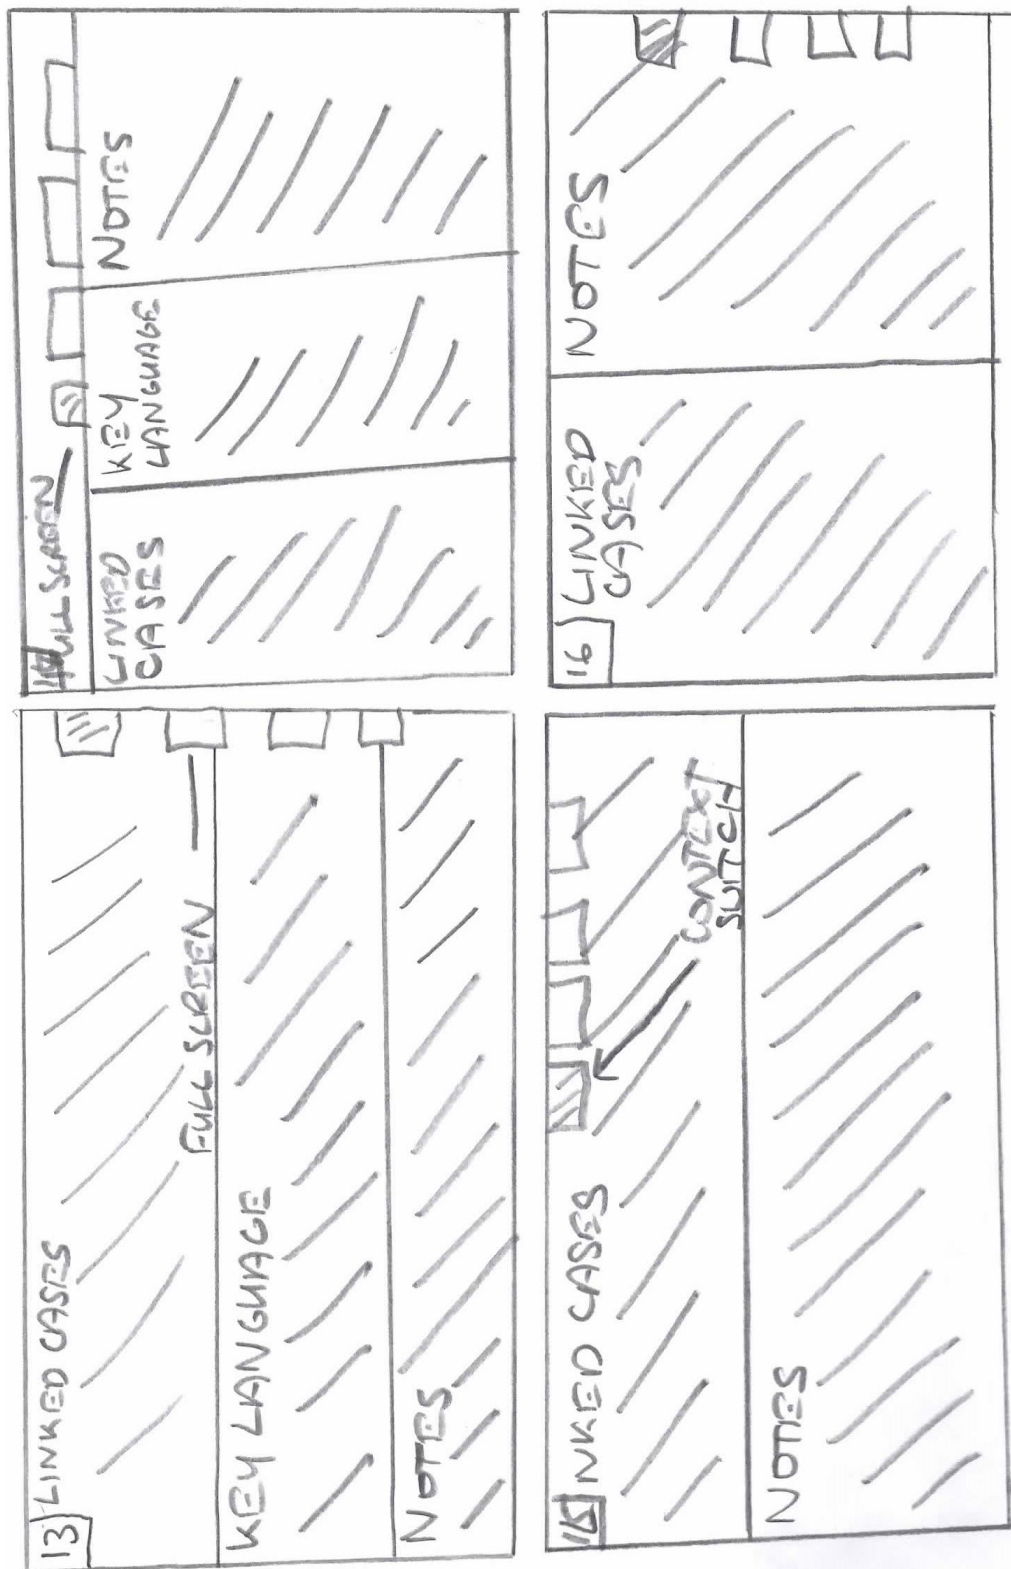 13 LINKED CASES
FULL SCREEN
KEY LANGUAGE
NOTES
14 FULL SCREEN
LINKED
CASES
KEY
LANGUAGE
NOTES
15 LINKED CASES
CONTEXT
SWITCH
NOTES
16 LINKED
CASES
NOTES